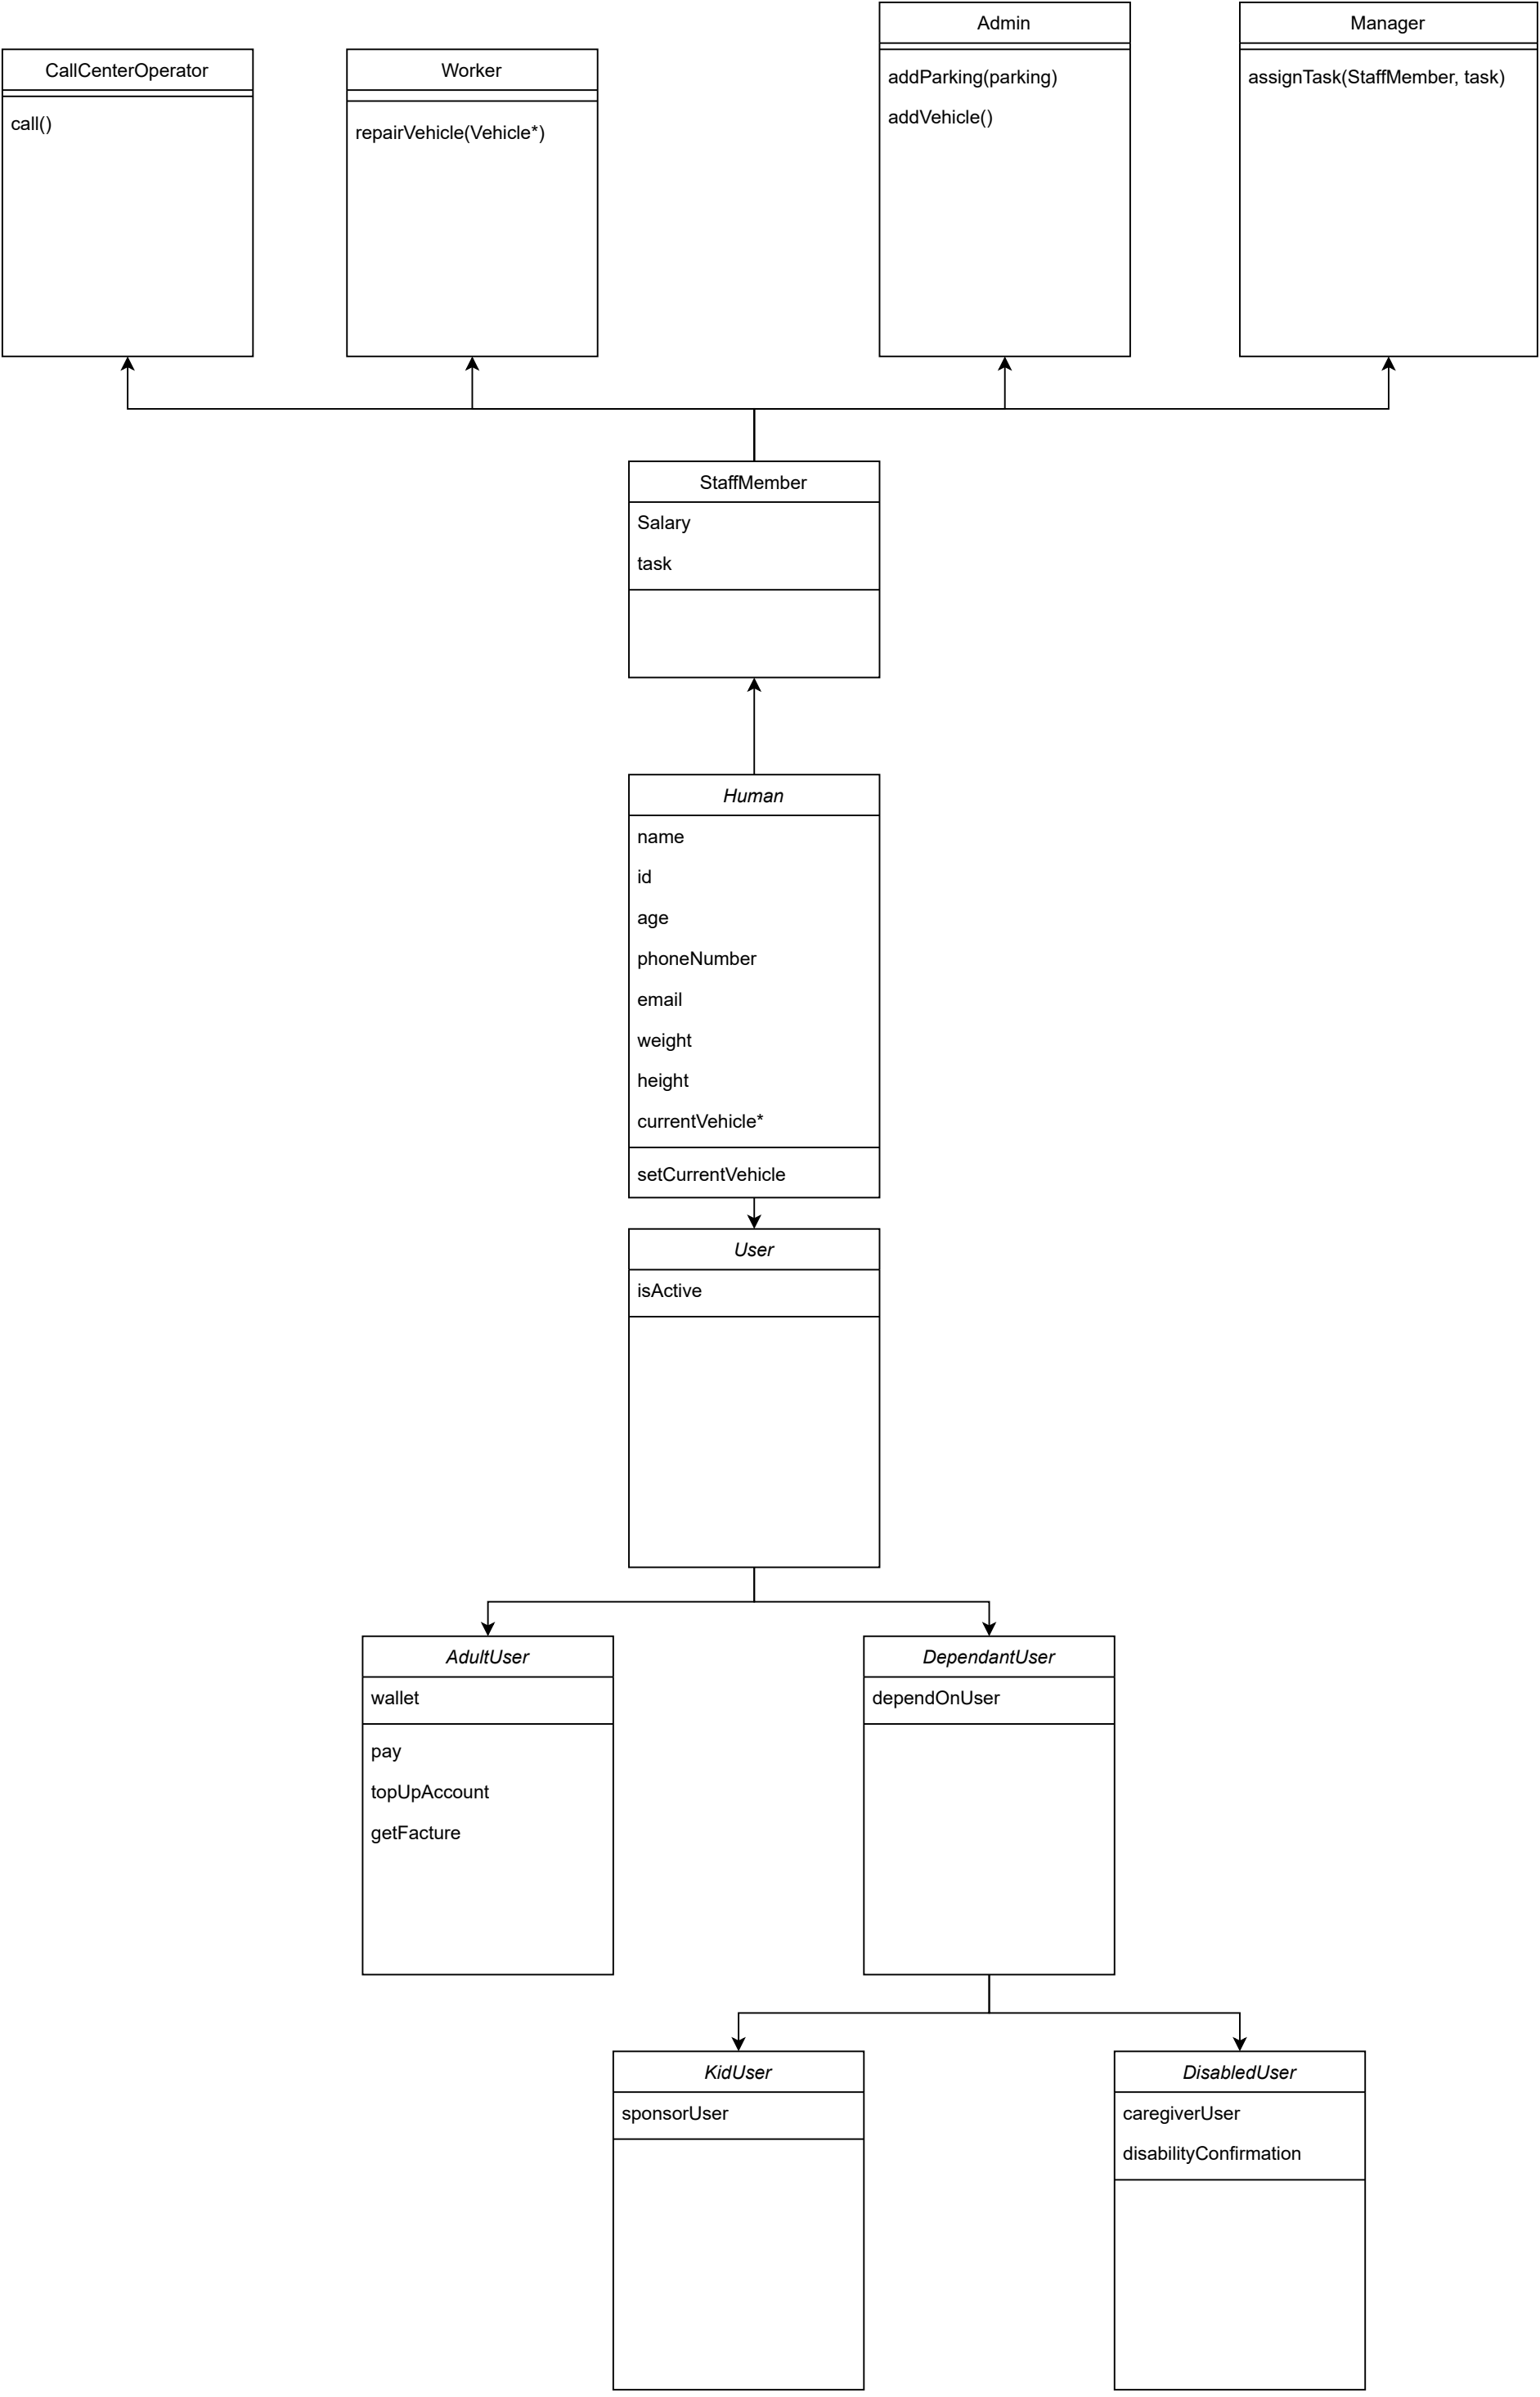 CallCenterOperator
call()
Worker
repairVehicle(Vehicle*)
Admin
addParking(parking)
addVehicle()
Manager
assignTask(StaffMember, task)
StaffMember
Salary
task
Human
name
id
age
phoneNumber
email
weight
height
currentVehicle*
setCurrentVehicle
User
isActive
AdultUser
wallet
pay
topUpAccount
getFacture
DependantUser
dependOnUser
KidUser
sponsorUser
DisabledUser
caregiverUser
disabilityConfirmation